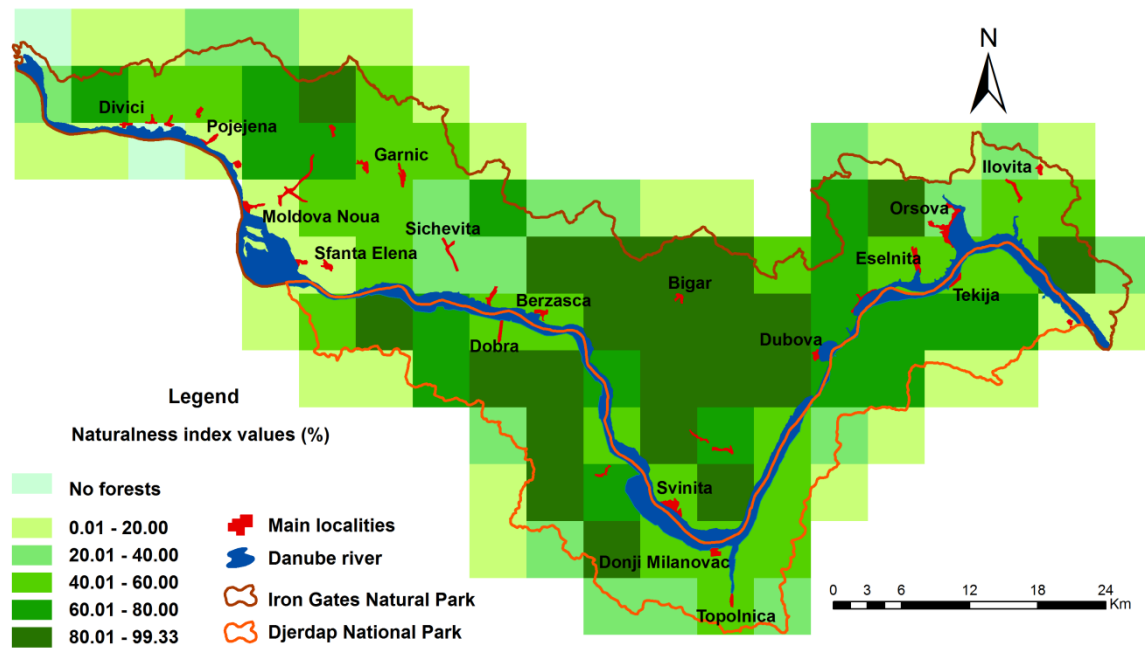 N
Divici
Pojejena
Garnic
Ilovita
Orsova
Moldova Noua
Sichevita
Sfanta Elena
Eselnita
Bigar
Tekija
Berzasca
Dobra
Dubova
Legend
Naturalness index values (%)
No forests
0.01 - 20.00
20.01 - 40.00
40.01 - 60.00
60.01 - 80.00
80.01 - 99.33
Main localities
Danube river
Iron Gates Natural Park
Djerdap National Park
Svinita
Donji Milanovac
Topolnica
0 3 6 12 18 24
Km